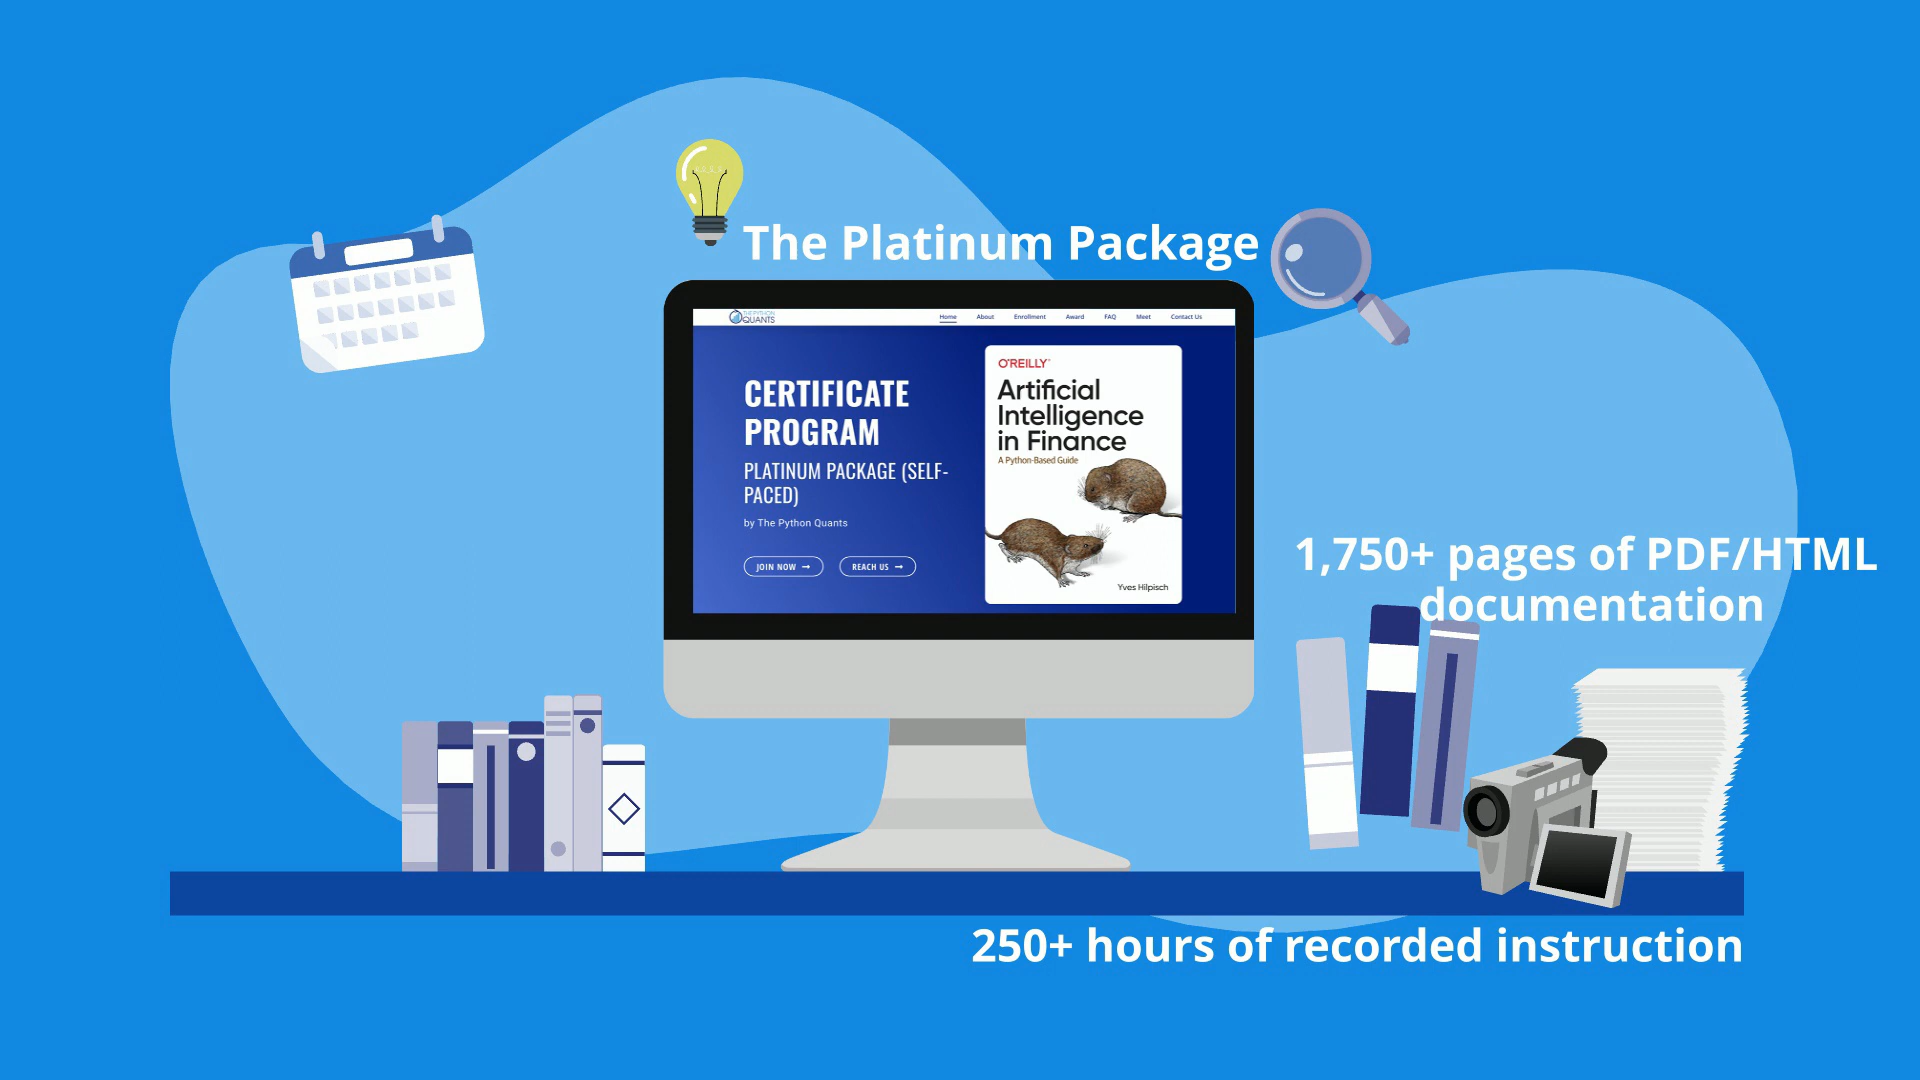 The Platinum Package
THE PYTHON
QUANTS
Home About Enrollment Award FAQ Meet Contact Us
CERTIFICATE
PROGRAM
PLATINUM PACKAGE (SELF-
PACED)
by The Python Quants
JOIN NOW
REACH US
O'REILLY
Artificial
Intelligence
in Finance
A Python-Based Guide
Yves Hilpisch
1,750+ pages of PDF/HTML
documentation
250+ hours of recorded instruction